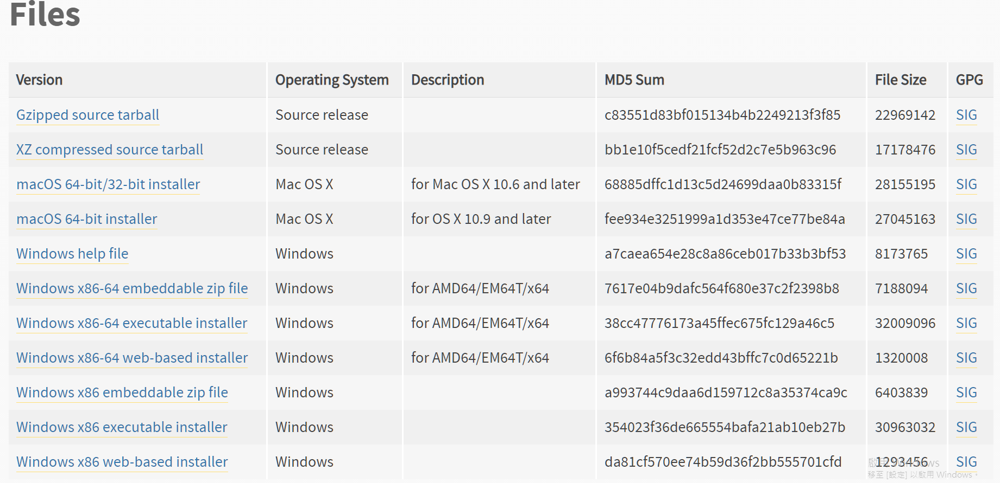 Files
Version Operating System Description MD5 Sum File Size GPG
Gzipped source tarball Source release c83551d83bf015134b4b2249213f3f85 22969142 SIG
XZ compressed source tarball Source release bb1e10f5cedf21fcf52d2c7e5b963c96 17178476 SIG
macOS 64-bit/32-bit installer Mac OS X for Mac OS X 10.6 and later 68885dffc1d13c5d24699daa0b83315f 28155195 SIG
macOS 64-bit installer Mac OS X for OS X 10.9 and later fee934e3251999a1d353e47ce77be84a 27045163 SIG
Windows help file Windows a7caea654e28c8a86ceb017b33b3bf53 8173765 SIG
Windows x86-64 embeddable zip file Windows for AMD64/EM64T/x64 7617e04b9dafc564f680e37c2f2398b8 7188094 SIG
Windows x86-64 executable installer Windows for AMD64/EM64T/x64 38cc47776173a45ffec675fc129a46c5 32009096 SIG
Windows x86-64 web-based installer Windows for AMD64/EM64T/x64 6f6b84a5f3c32edd43bffc7c0d65221b 1320008 SIG
Windows x86 embeddable zip file Windows a993744c9daa6d159712c8a35374ca9c 6403839 SIG
Windows x86 executable installer Windows 354023f36de665554bafa21ab10eb27b 30963032 SIG
Windows x86 web-based installer Windows da81cf570ee74b59d36f2bb555701cfd 1293456 SIG
啟用 Windows
移至 [設定] 以啟用 Windows。